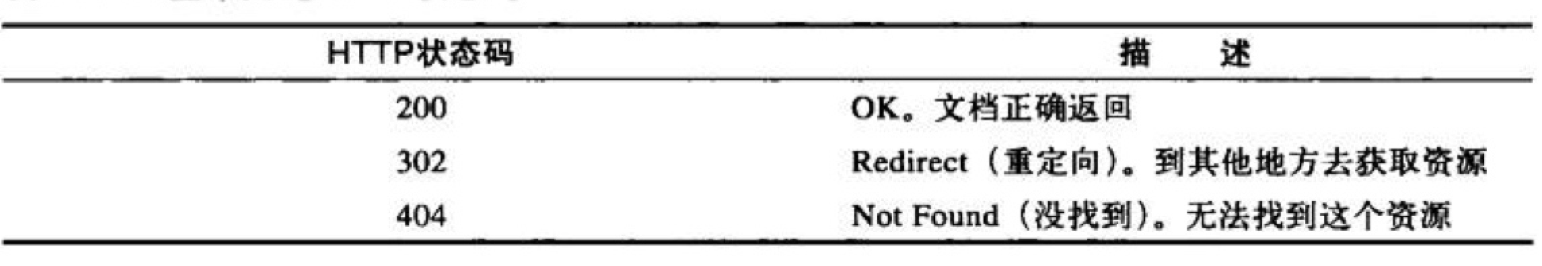 HTTP状态码 描 述
200 OK。文档正确返回
302 Redirect（重定向）。到其他地方去获取资源
404 Not Found（没找到）。无法找到这个资源